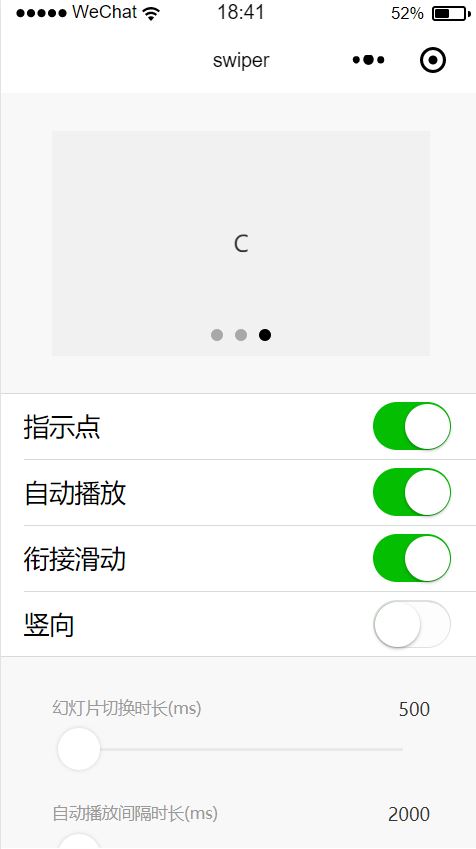 WeChat 18:41 52%
swiper
C
指示点
自动播放
衔接滑动
竖向
幻灯片切换时长(ms) 500
自动播放间隔时长(ms) 2000